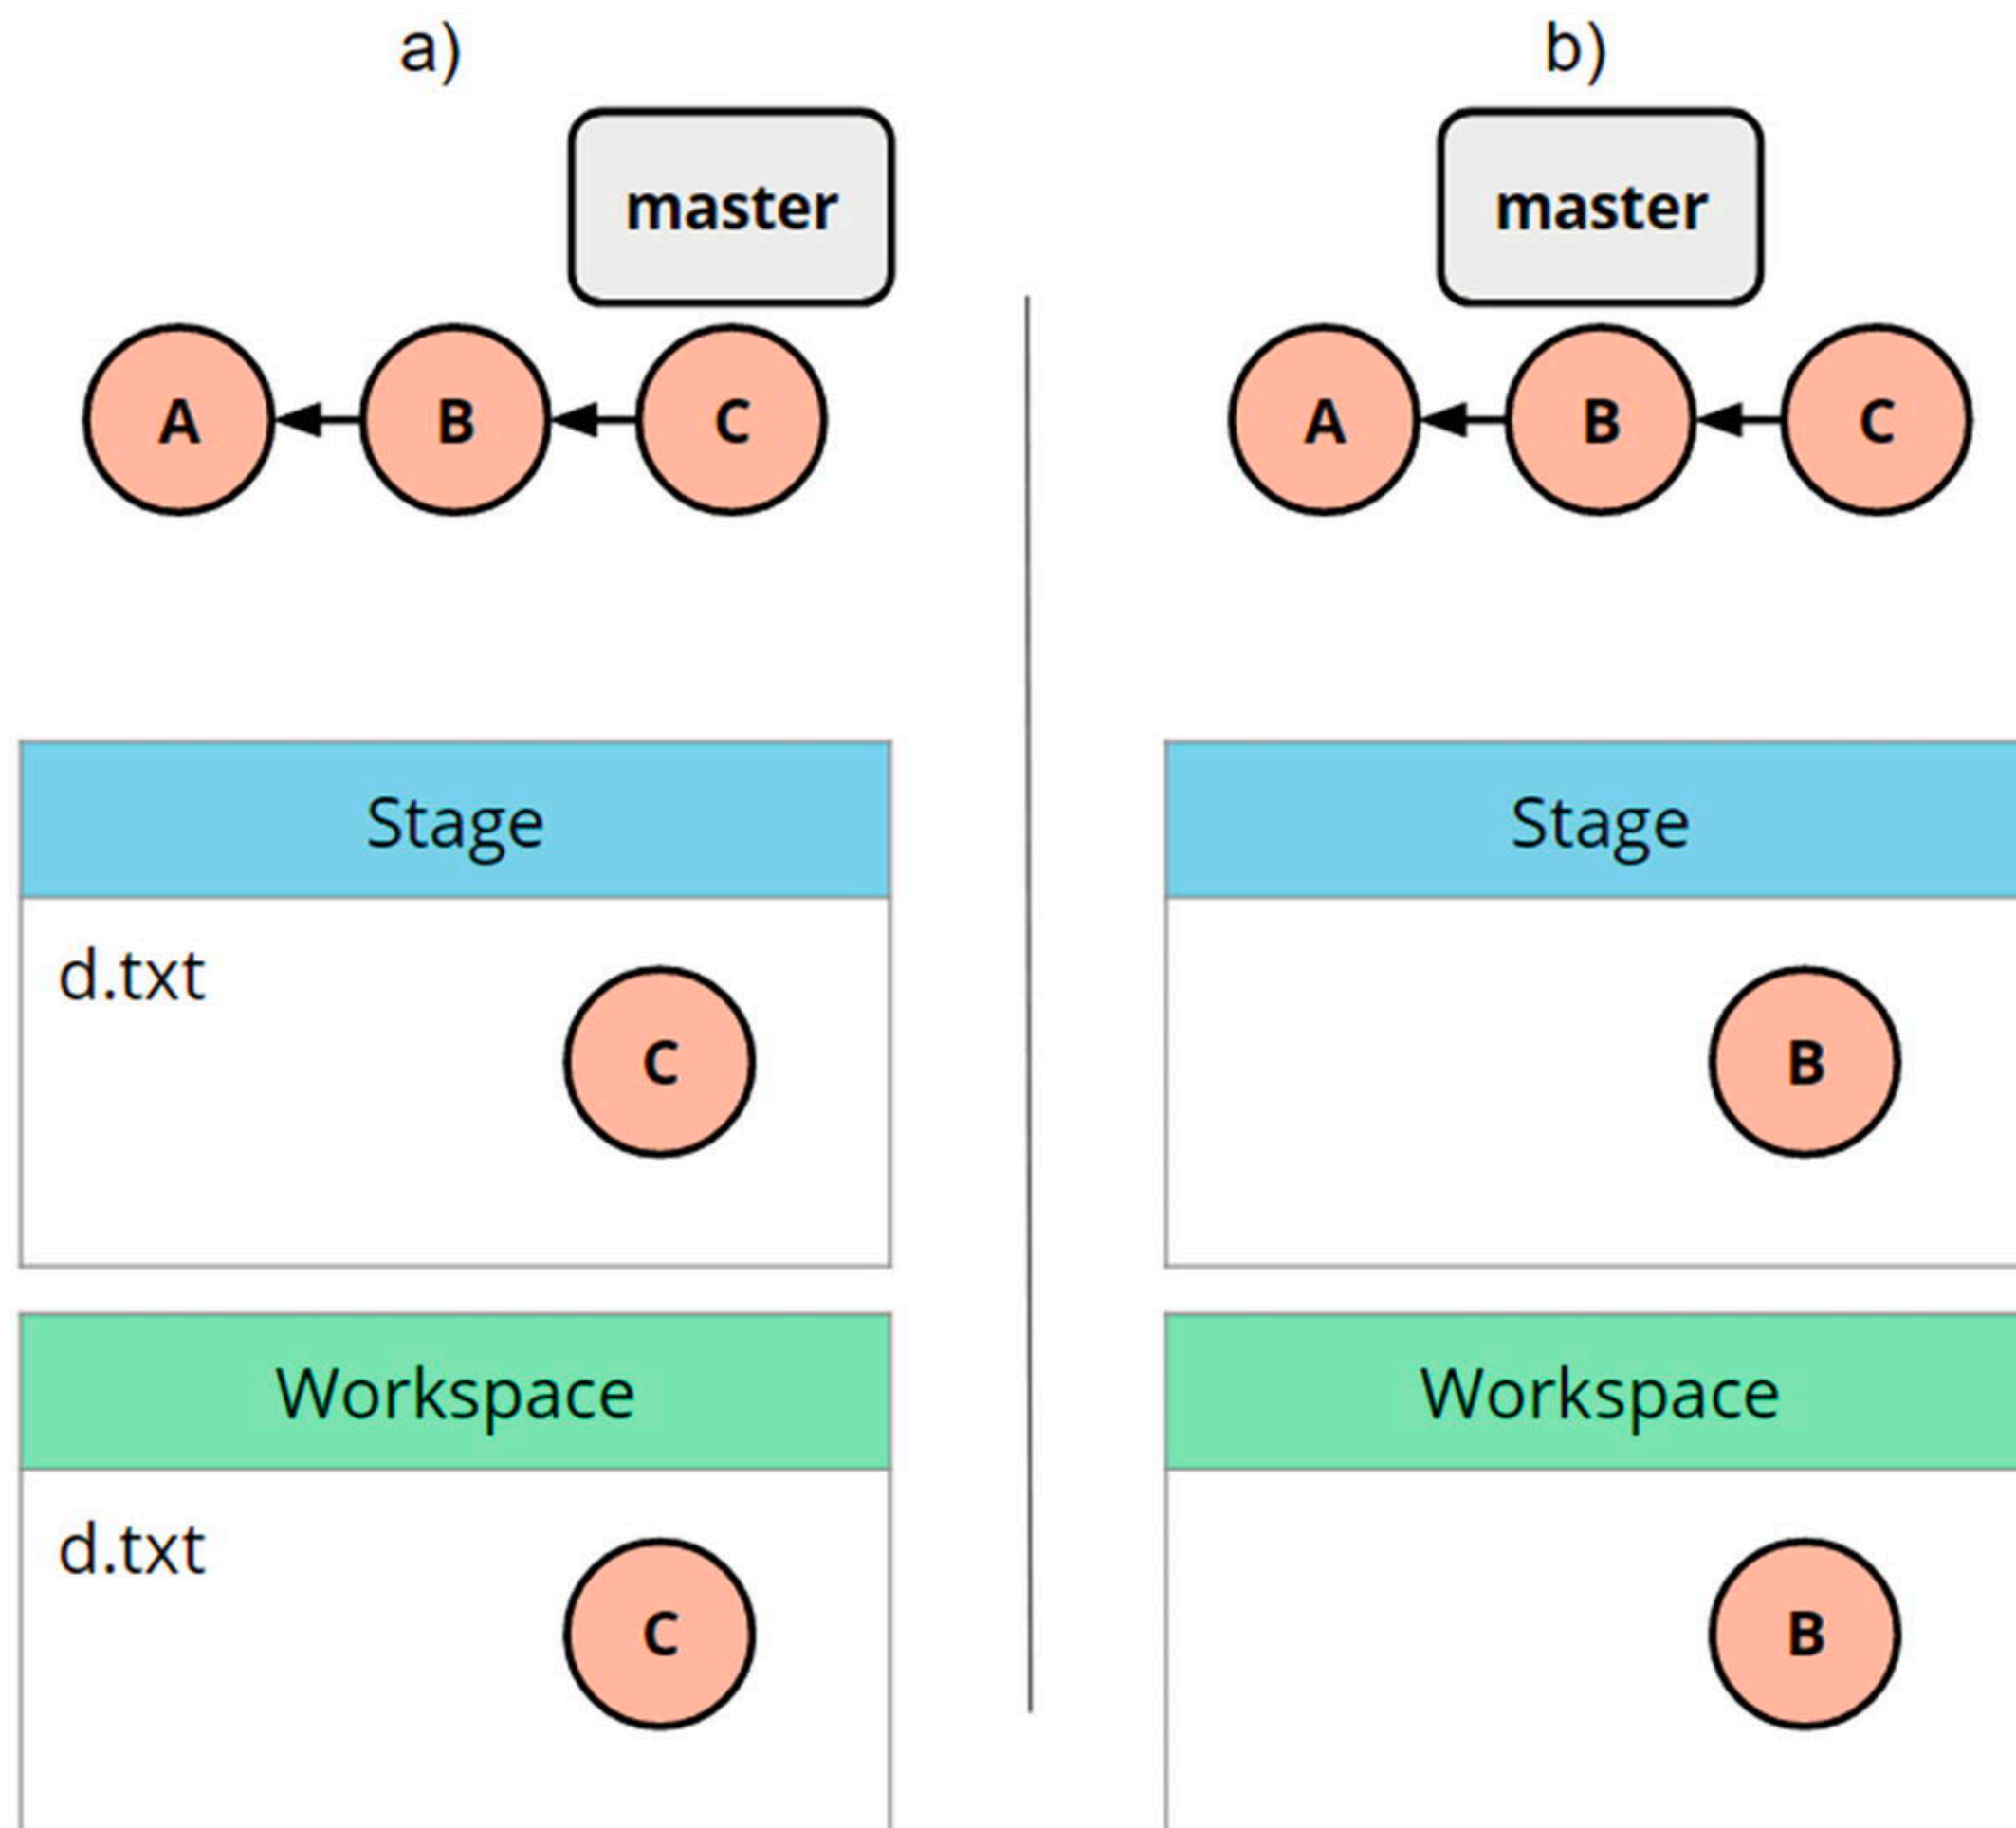 a)
master
A
B
C
Stage
d.txt
C
Workspace
d.txt
C
b)
master
A
B
C
Stage
B
Workspace
B